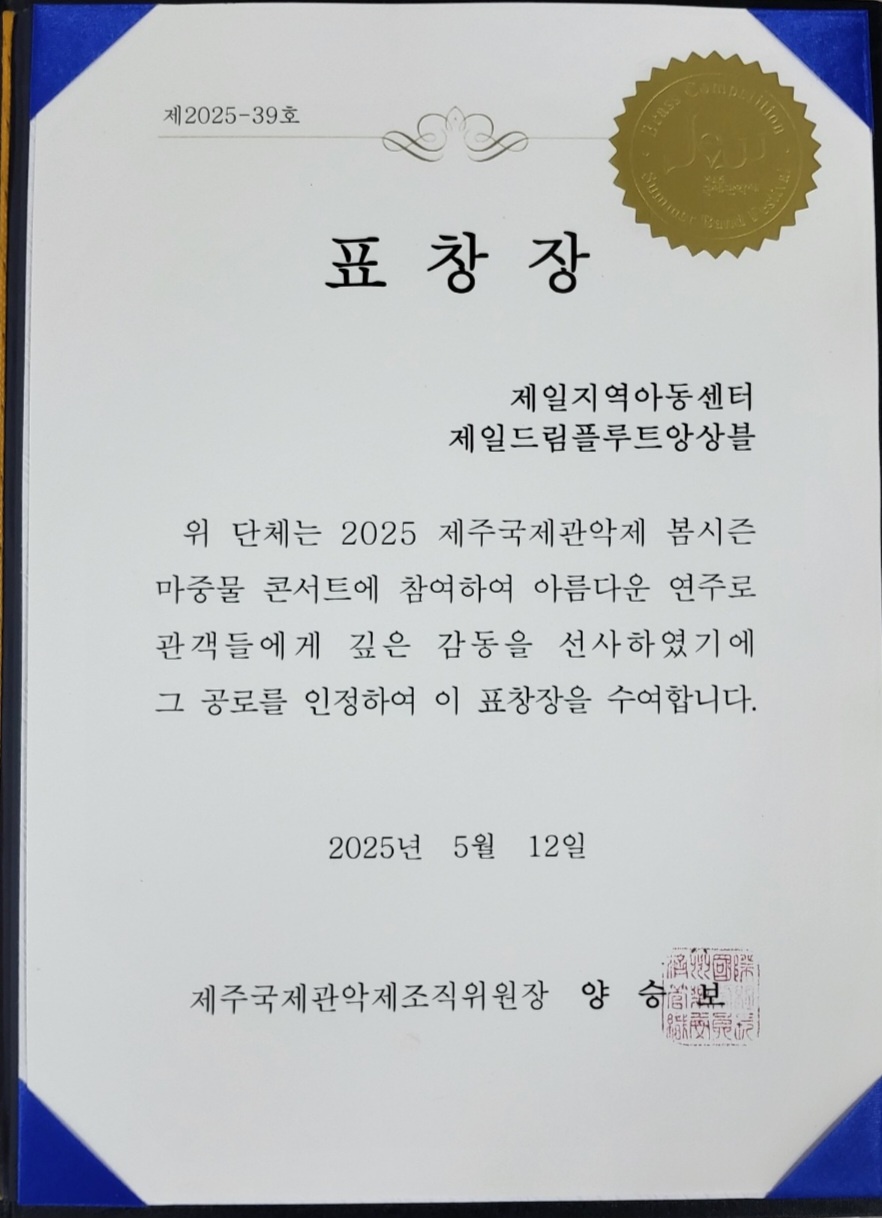 제2025-39호
Brass Competition
Summer Band Festival
표 창 장
제일지역아동센터
제일드림플루트앙상블
위 단체는 2025 제주국제관악제 봄시즌
마중물 콘서트에 참여하여 아름다운 연주로
관객들에게 깊은 감동을 선사하였기에
그 공로를 인정하여 이 표창장을 수여합니다.
2025년 5월 12일
제주국제관악제조직위원장 양 승 보